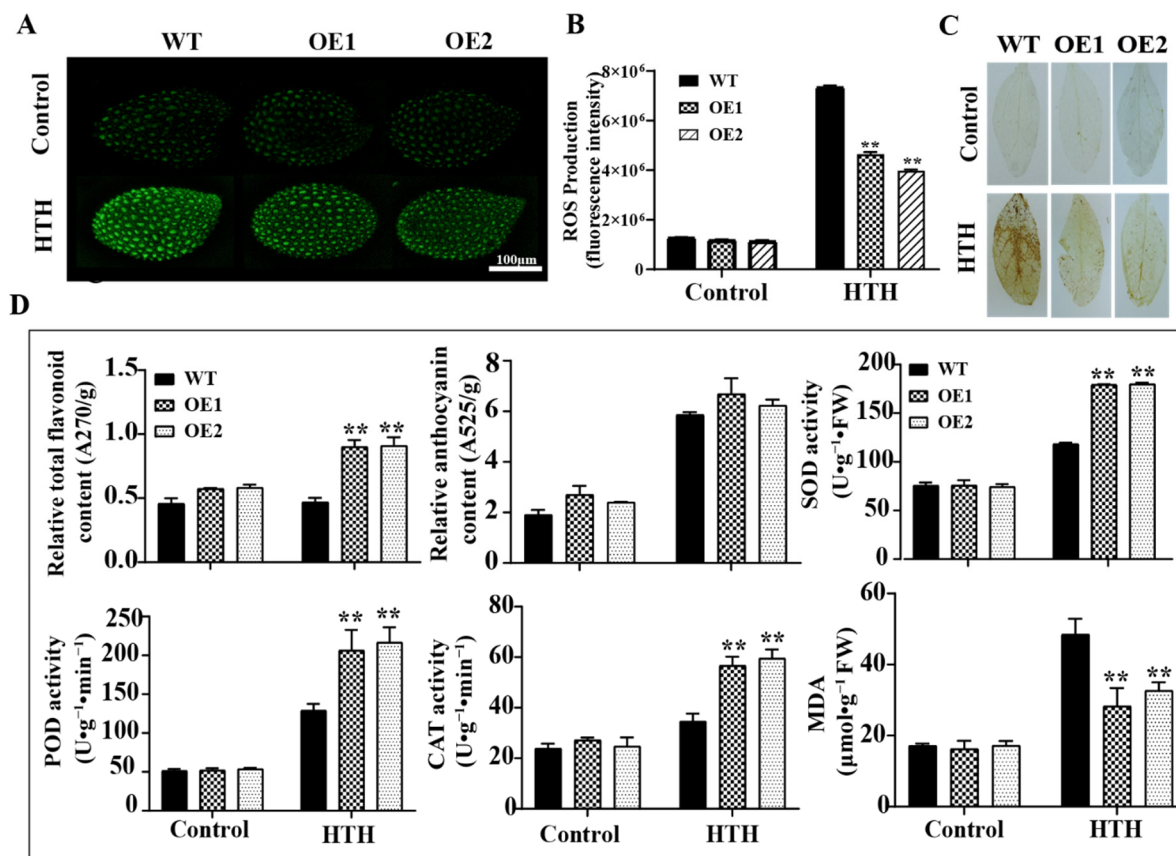 A
WT OE1 OE2
Control
HTH
100μm
B
ROS Production
(fluorescence intensity)
8×10⁶
6×10⁶
4×10⁶
2×10⁶
0
WT
OE1
OE2
**
**
Control HTH
C
WT OE1 OE2
Control
HTH
D
Relative total flavonoid
content (A270/g)
1.5
1.0
0.5
0.0
WT
OE1
OE2
** **
Relative anthocyanin
content (A525/g)
8
6
4
2
0
SOD activity
(U•g⁻¹•FW)
200
150
100
50
0
WT
OE1
OE2
** **
POD activity
(U•g⁻¹•min⁻¹)
250
200
150
100
50
0
** **
Control HTH
CAT activity
(U•g⁻¹•min⁻¹)
80
60
40
20
0
** **
Control HTH
MDA
(μmol•g⁻¹ FW)
60
40
20
0
** **
Control HTH